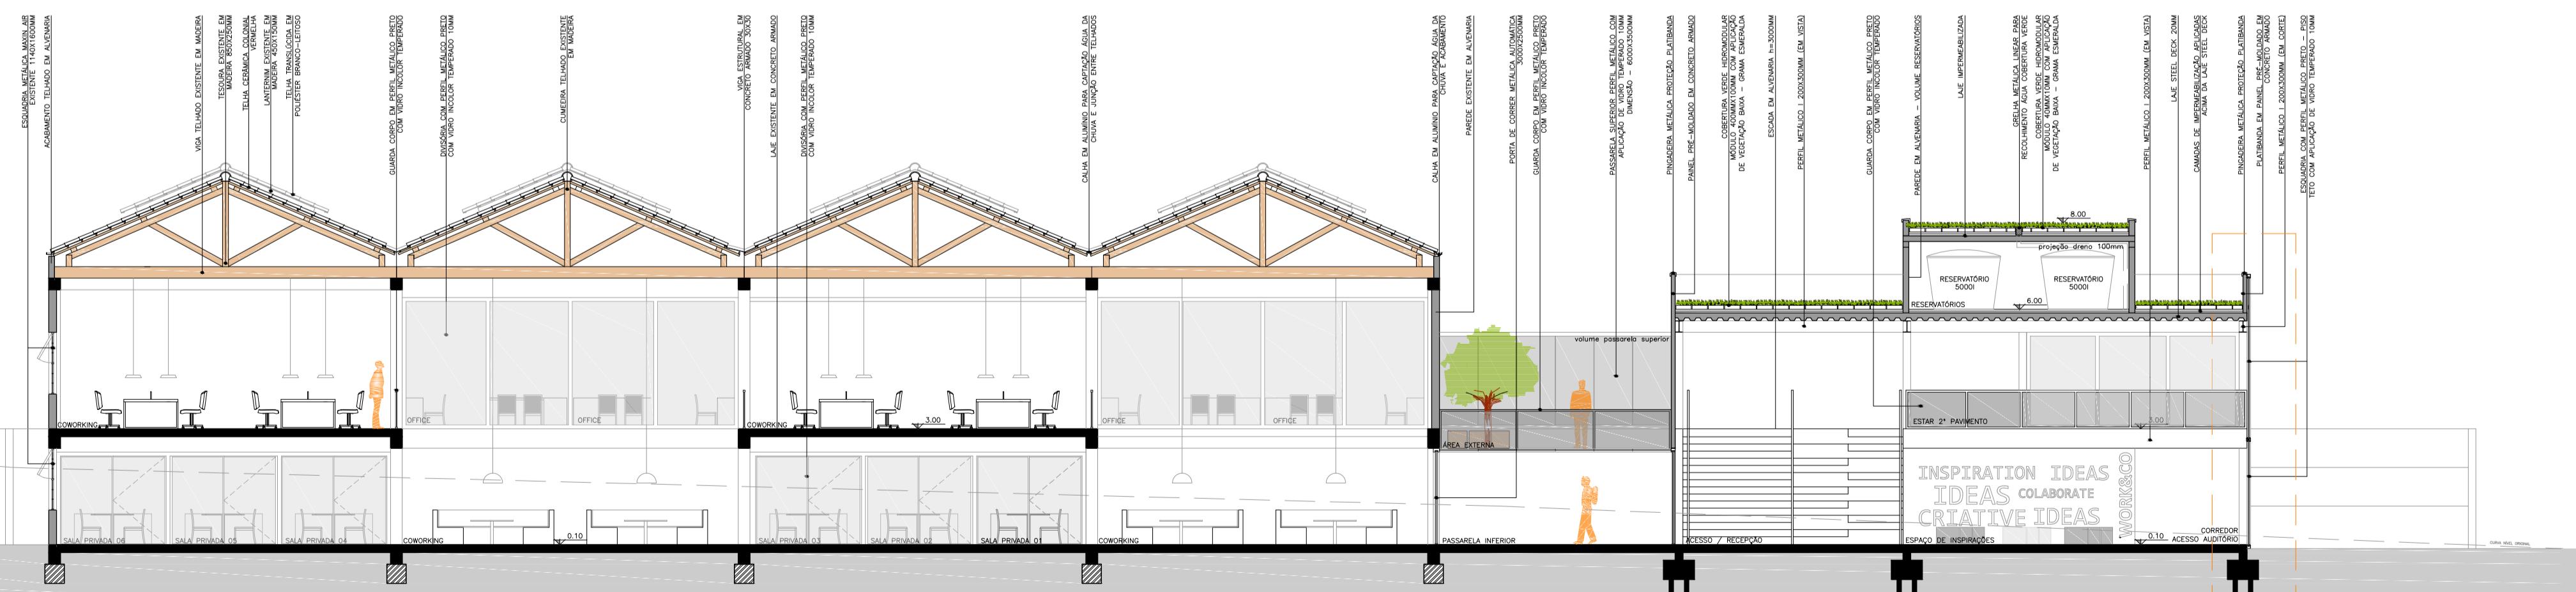 ESQUADRIA METÁLICA MAXIN AIR
EXISTENTE 1140X1600MM
ACABAMENTO TELHADO EM ALVENARIA
VIGA TELHADO EXISTENTE EM MADEIRA
TESOURA EXISTENTE EM
MADEIRA 850X250MM
TELHA CERÂMICA COLONIAL
VERMELHA
LANTERNIM EXISTENTE EM
MADEIRA 450X150MM
TELHA TRANSLÚCIDA EM
POLIÉSTER BRANCO-LEITOSO
GUARDA CORPO EM PERFIL METÁLICO PRETO
COM VIDRO INCOLOR TEMPERADO
DIVISÓRIA COM PERFIL METÁLICO PRETO
COM VIDRO INCOLOR TEMPERADO 10MM
CUMEEIRA TELHADO EXISTENTE
EM MADEIRA
VIGA ESTRUTURAL EM
CONCRETO ARMADO 30X30
LAJE EXISTENTE EM CONCRETO ARMADO
DIVISÓRIA COM PERFIL METÁLICO PRETO
COM VIDRO INCOLOR TEMPERADO 10MM
CALHA EM ALUMÍNIO PARA CAPTAÇÃO ÁGUA DA
CHUVA E JUNÇÃO ENTRE TELHADOS
CALHA EM ALUMÍNIO PARA CAPTAÇÃO ÁGUA DA
CHUVA E ACABAMENTO
PAREDE EXISTENTE EM ALVENARIA
PORTA DE CORRER METÁLICA AUTOMÁTICA
3000X2500MM
GUARDA CORPO EM PERFIL METÁLICO PRETO
COM VIDRO INCOLOR TEMPERADO
PASSARELA SUPERIOR PERFIL METÁLICO COM
APLICAÇÃO DE VIDRO TEMPERADO 10MM
DIMENSÃO - 6000X3500MM
PINGADEIRA METÁLICA PROTEÇÃO PLATIBANDA
PAINEL PRÉ-MOLDADO EM CONCRETO ARMADO
COBERTURA VERDE HIDROMODULAR
MÓDULO 400MMX100MM COM APLICAÇÃO
DE VEGETAÇÃO BAIXA - GRAMA ESMERALDA
ESCADA EM ALVENARIA h=3000MM
PERFIL METÁLICO I 200X300MM (EM VISTA)
GUARDA CORPO EM PERFIL METÁLICO PRETO
COM VIDRO INCOLOR TEMPERADO
PAREDE EM ALVENARIA - VOLUME RESERVATÓRIOS
LAJE IMPERMEABILIZADA
GRELHA METÁLICA LINEAR PARA
RECOLHIMENTO ÁGUA COBERTURA VERDE
COBERTURA VERDE HIDROMODULAR
MÓDULO 400MMX100MM COM APLICAÇÃO
DE VEGETAÇÃO BAIXA - GRAMA ESMERALDA
PERFIL METÁLICO I 200X300MM (EM VISTA)
LAJE STEEL DECK 20MM
CAMADAS DE IMPERMEABILIZAÇÃO APLICADAS
ACIMA DA LAJE STEEL DECK
PINGADEIRA METÁLICA PROTEÇÃO PLATIBANDA
PLATIBANDA EM PAINEL PRÉ-MOLDADO EM
CONCRETO ARMADO
PERFIL METÁLICO I 200X300MM (EM CORTE)
ESQUADRIA COM PERFIL METÁLICO PRETO - PISO
TETO COM APLICAÇÃO DE VIDRO TEMPERADO 10MM
8.00
projeção dreno 100mm
RESERVATÓRIO
5000l
RESERVATÓRIO
5000l
RESERVATÓRIOS
6.00
volume passarela superior
COWORKING
OFFICE
OFFICE
COWORKING
3.00
OFFICE
OFFICE
ÁREA EXTERNA
ESTAR 2° PAVIMENTO
3.00
INSPIRATION IDEAS
IDEAS COLABORATE
CRIATIVE IDEAS
WORK&CO
SALA PRIVADA 06
SALA PRIVADA 05
SALA PRIVADA 04
COWORKING
0.10
SALA PRIVADA 03
SALA PRIVADA 02
SALA PRIVADA 01
COWORKING
PASSARELA INFERIOR
ACESSO / RECEPÇÃO
ESPAÇO DE INSPIRAÇÕES
0.10
CORREDOR
ACESSO AUDITÓRIO
CURVA NÍVEL ORIGINAL